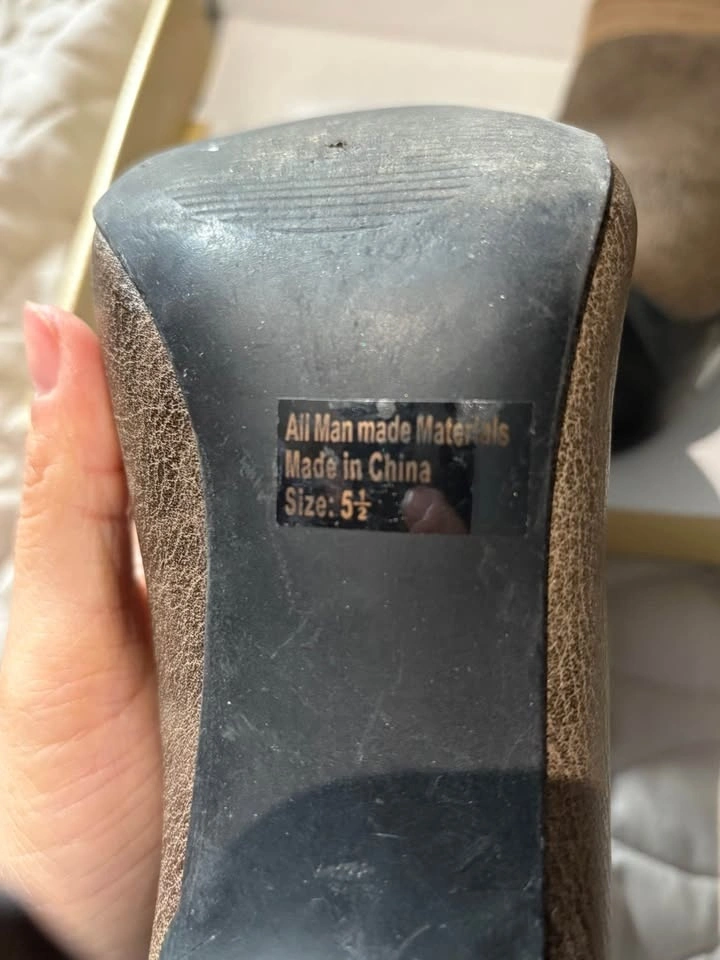 All Man made Materials
Made in China
Size: 5½